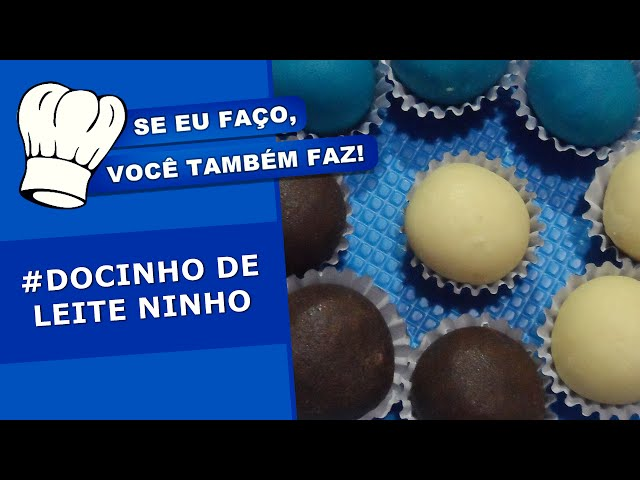 SE EU FAÇO,
VOCÊ TAMBÉM FAZ!
#DOCINHO DE
LEITE NINHO